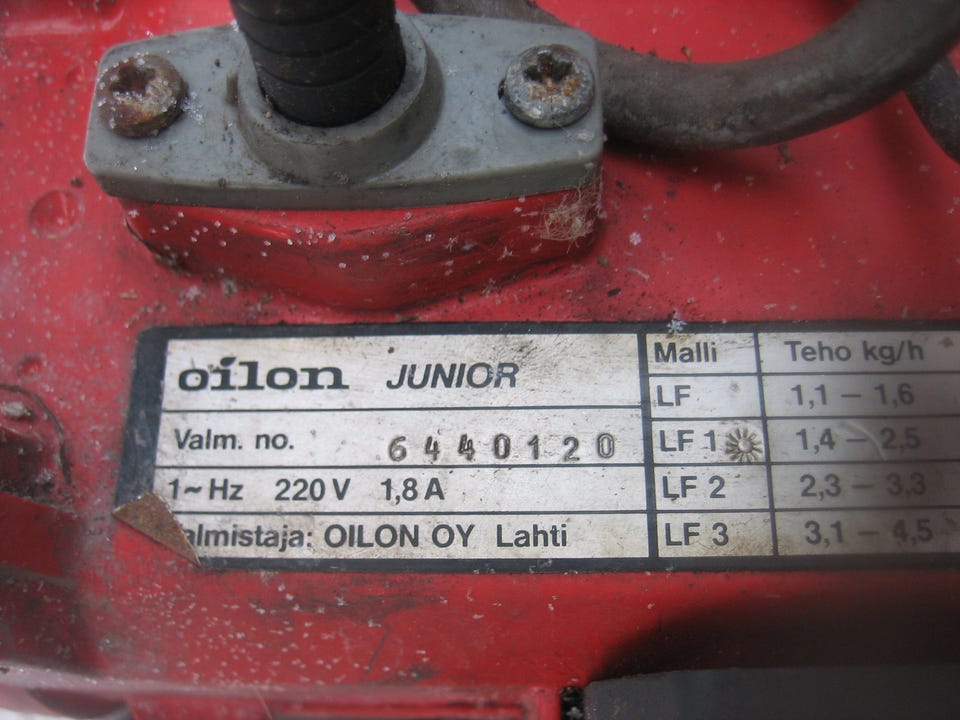 oilon JUNIOR
Valm. no. 6440120
1~Hz 220V 1,8A
almistaja: OILON OY Lahti
Malli Teho kg/h
LF 1,1 – 1,6
LF 1 1,4 – 2,5
LF 2 2,3 – 3,3
LF 3 3,1 – 4,5